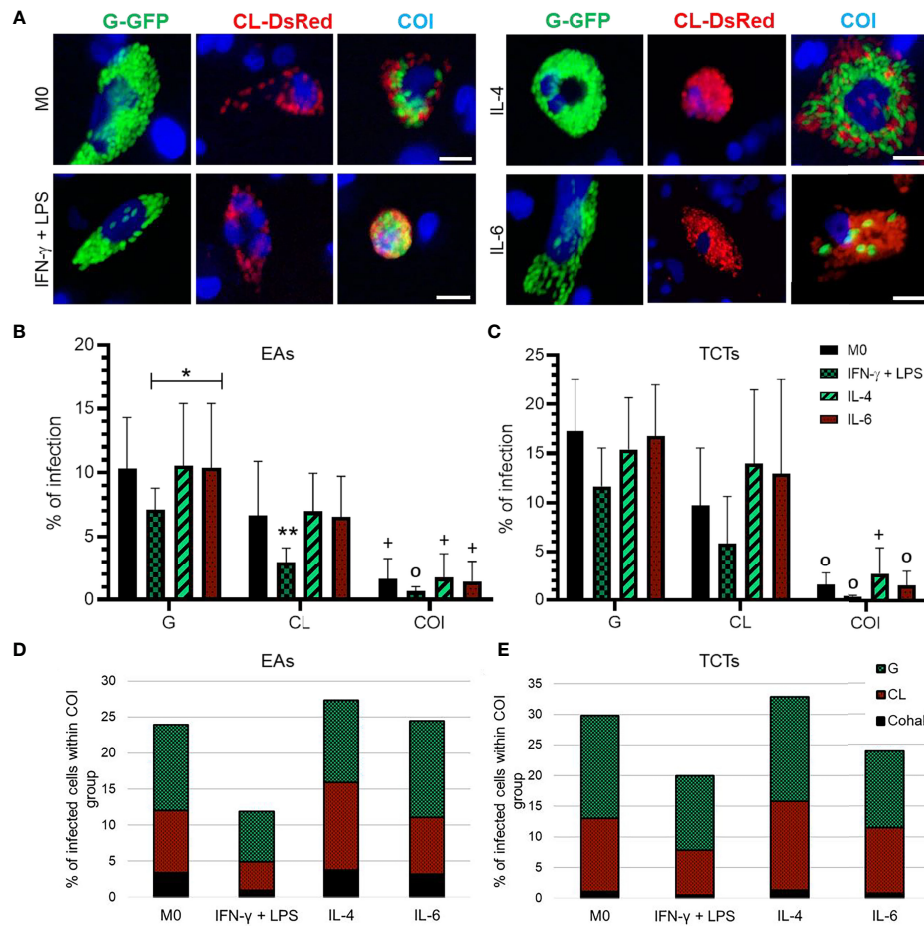 A
G-GFP CL-DsRed COI
G-GFP CL-DsRed COI
M0
IL-4
IFN-γ + LPS
IL-6
B
EAs
% of infection
20
15
10
5
0
*
**
+ o + +
G CL COI
C
TCTs
% of infection
25
20
15
10
5
0
o o + o
G CL COI
M0
IFN-γ + LPS
IL-4
IL-6
D
EAs
% of infected cells within COI
group
30
25
20
15
10
5
0
M0 IFN-γ + LPS IL-4 IL-6
E
TCTs
% of infected cells within COI
group
35
30
25
20
15
10
5
0
M0 IFN-γ + LPS IL-4 IL-6
G
CL
Cohab